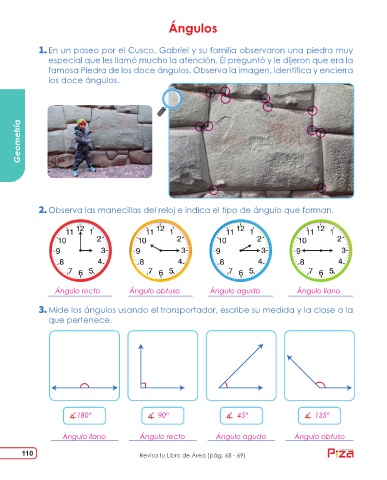 Ángulos
1. En un paseo por el Cusco, Gabriel y su familia observaron una piedra muy
especial que les llamó mucho la atención. Él preguntó y le dijeron que era la
famosa Piedra de los doce ángulos. Observa la imagen, identifica y encierra
los doce ángulos.
Geometría
2. Observa las manecillas del reloj e indica el tipo de ángulo que forman.
12 1 2 3 4 5 6 7 8 9 10 11
12 1 2 3 4 5 6 7 8 9 10 11
12 1 2 3 4 5 6 7 8 9 10 11
12 1 2 3 4 5 6 7 8 9 10 11
Ángulo recto Ángulo obtuso Ángulo agudo Ángulo llano
3. Mide los ángulos usando el transportador, escribe su medida y la clase a la
que pertenece.
∡180° ∡ 90° ∡ 45° ∡ 135°
Ángulo llano Ángulo recto Ángulo agudo Ángulo obtuso
110 Revisa tu Libro de Área (pág. 68 - 69) Piza